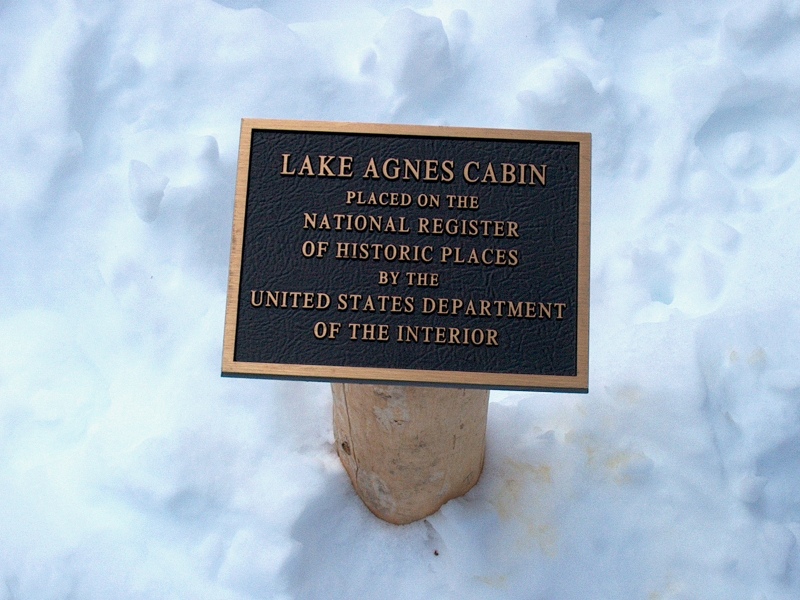 LAKE AGNES CABIN
PLACED ON THE
NATIONAL REGISTER
OF HISTORIC PLACES
BY THE
UNITED STATES DEPARTMENT
OF THE INTERIOR